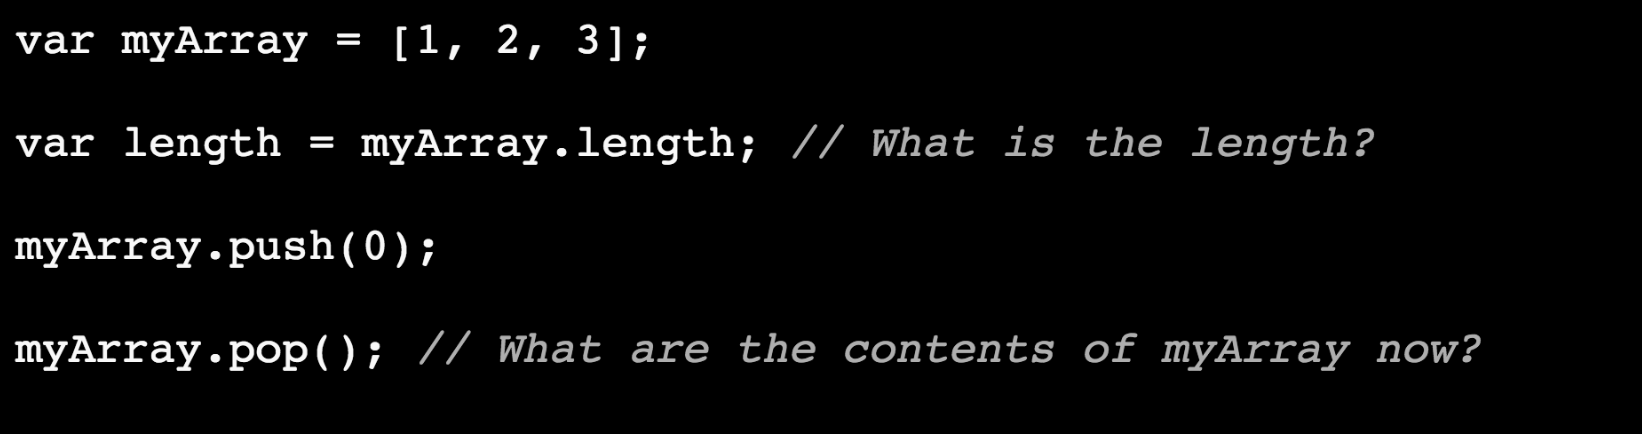 var myArray = [1, 2, 3];
var length = myArray.length; // What is the length?
myArray.push(0);
myArray.pop(); // What are the contents of myArray now?